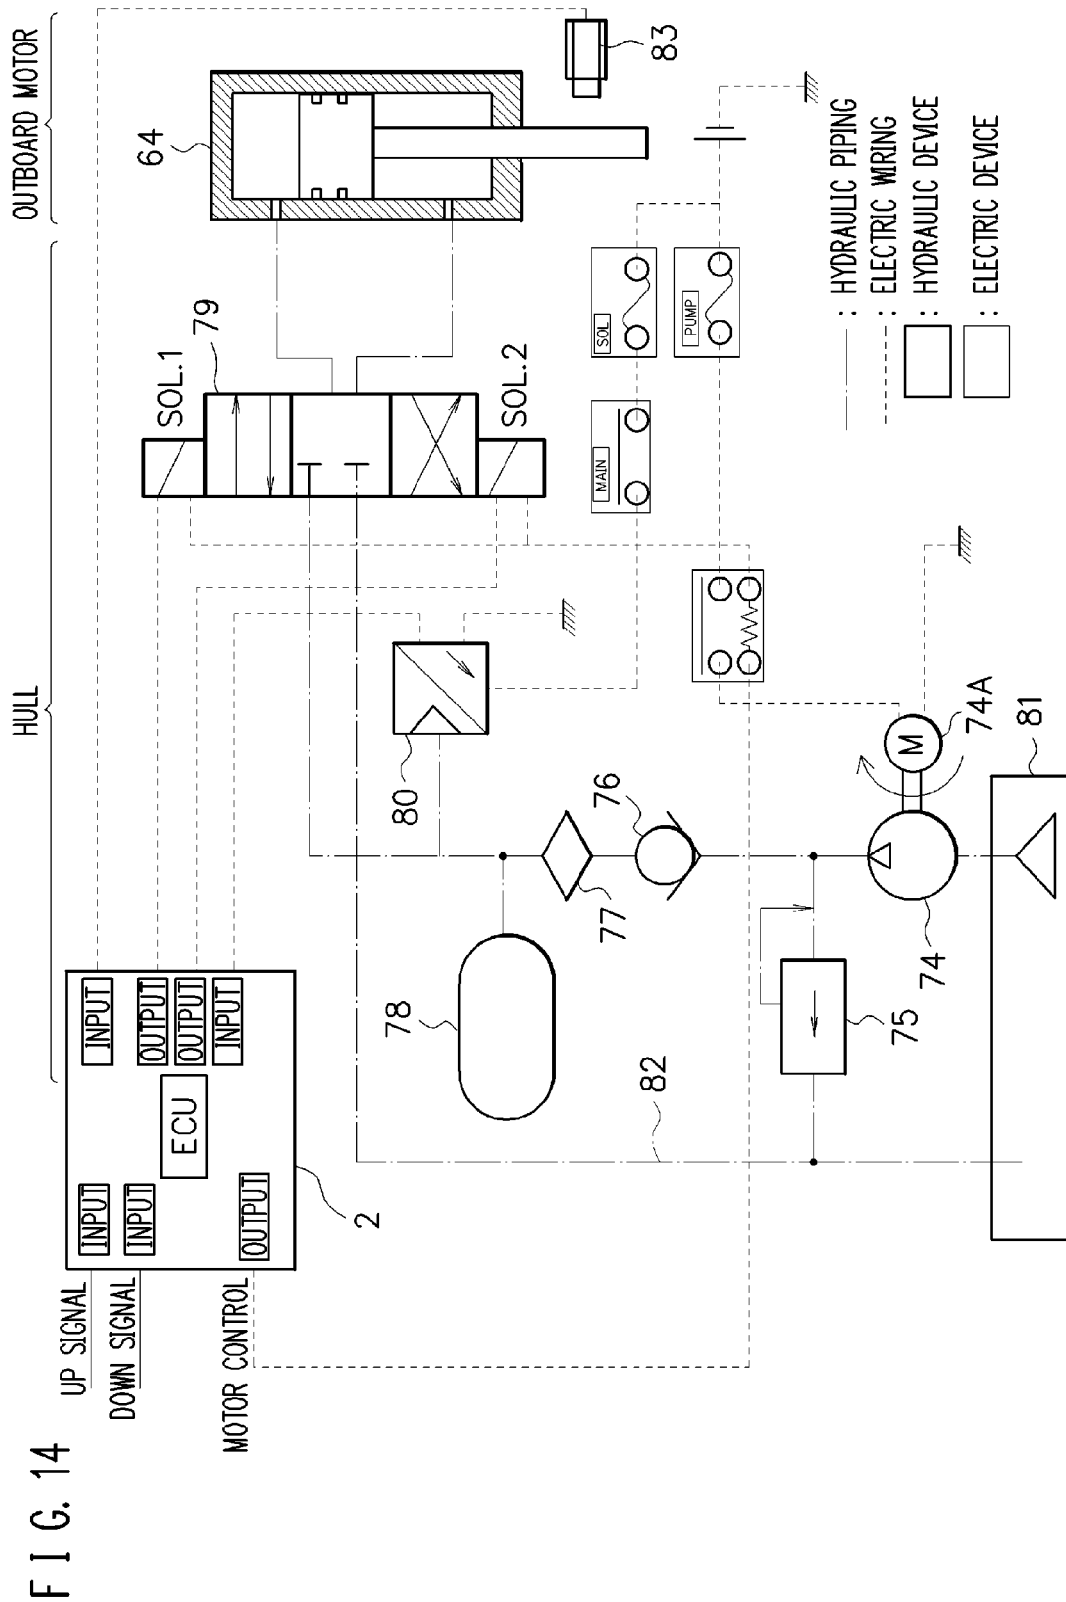 FIG. 14
UP SIGNAL
DOWN SIGNAL
MOTOR CONTROL
INPUT
INPUT
OUTPUT
ECU
INPUT
OUTPUT
OUTPUT
INPUT
2
HULL
OUTBOARD MOTOR
SOL.1
79
SOL.2
64
83
80
78
77
76
82
75
74
M
74A
81
MAIN
SOL
PUMP
: HYDRAULIC PIPING
: ELECTRIC WIRING
: HYDRAULIC DEVICE
: ELECTRIC DEVICE